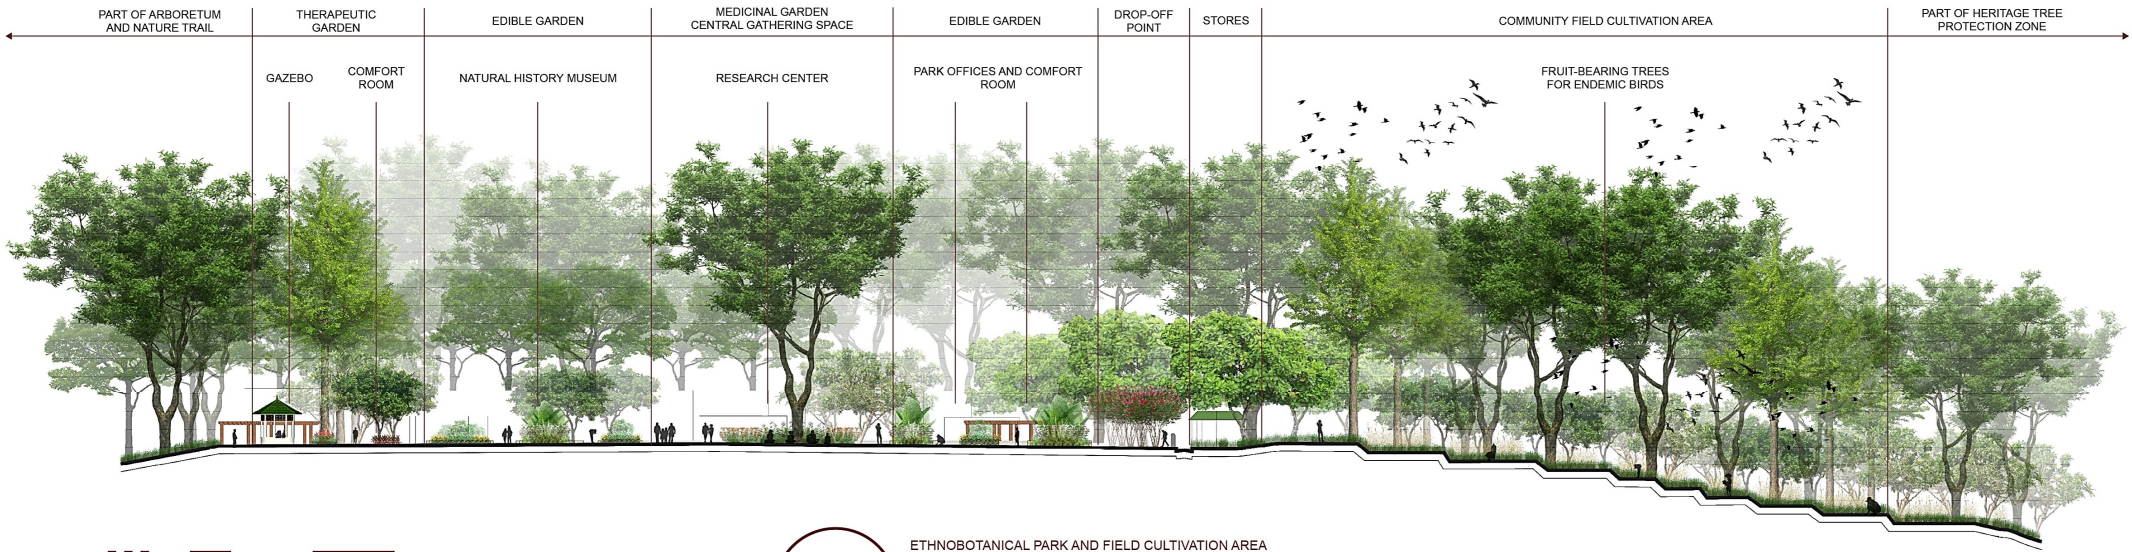 PART OF ARBORETUM
AND NATURE TRAIL
THERAPEUTIC
GARDEN
EDIBLE GARDEN
MEDICINAL GARDEN
CENTRAL GATHERING SPACE
EDIBLE GARDEN
DROP-OFF
POINT
STORES
COMMUNITY FIELD CULTIVATION AREA
PART OF HERITAGE TREE
PROTECTION ZONE
GAZEBO
COMFORT
ROOM
NATURAL HISTORY MUSEUM
RESEARCH CENTER
PARK OFFICES AND COMFORT
ROOM
FRUIT-BEARING TREES
FOR ENDEMIC BIRDS
ETHNOBOTANICAL PARK AND FIELD CULTIVATION AREA